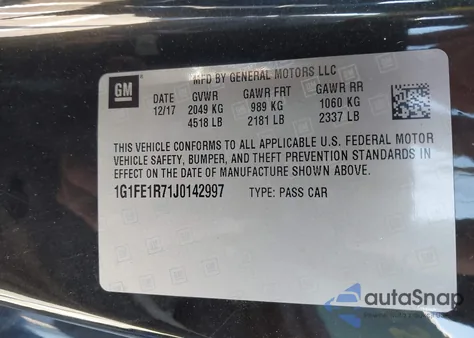 MFD BY GENERAL MOTORS LLC
GM
DATE GVWR GAWR FRT GAWR RR
12/17 2049 KG 989 KG 1060 KG
4518 LB 2181 LB 2337 LB
THIS VEHICLE CONFORMS TO ALL APPLICABLE U.S. FEDERAL MOTOR
VEHICLE SAFETY, BUMPER, AND THEFT PREVENTION STANDARDS IN
EFFECT ON THE DATE OF MANUFACTURE SHOWN ABOVE.
1G1FE1R71J0142997 TYPE: PASS CAR
autoSnap